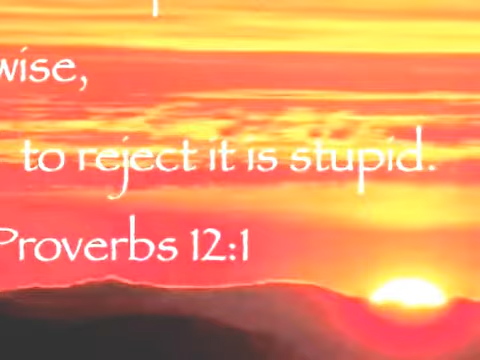 wise,
to reject it is stupid.
Proverbs 12:1